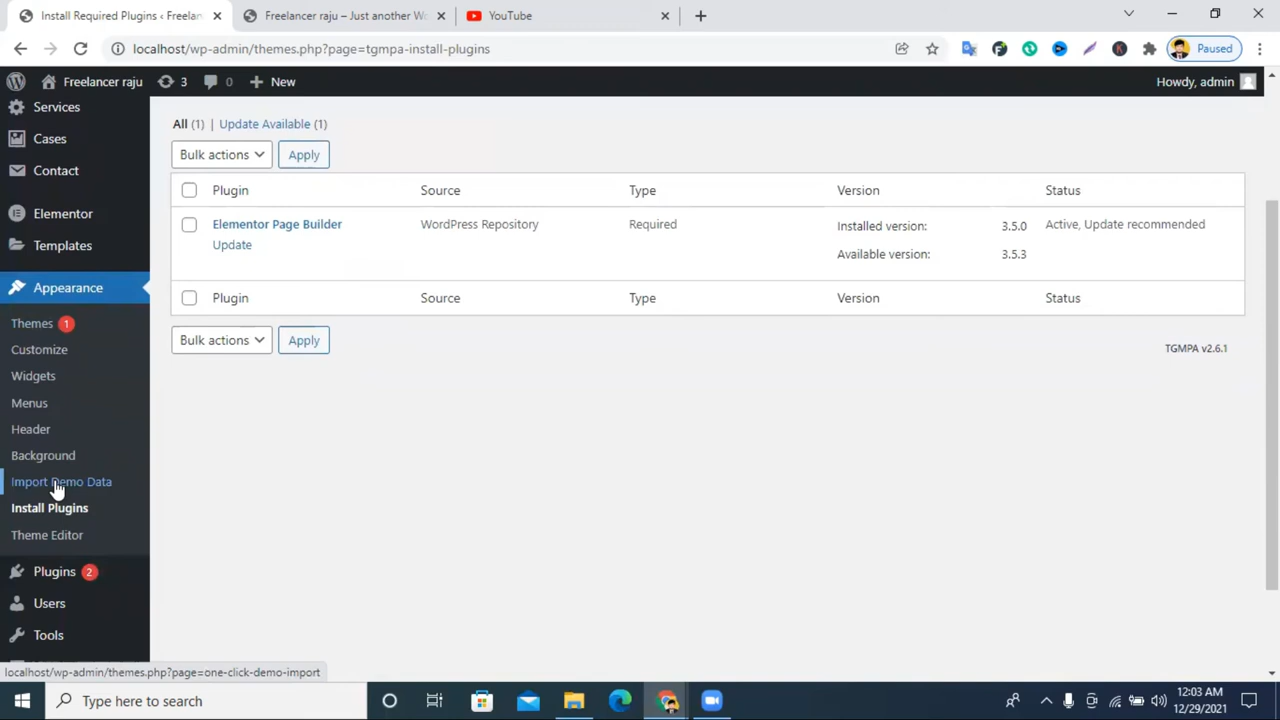 Install Required Plugins ‹ Freelan
Freelancer raju – Just another Wo
YouTube
localhost/wp-admin/themes.php?page=tgmpa-install-plugins
Paused
Freelancer raju
3
0
New
Howdy, admin
Services
Cases
Contact
Elementor
Templates
Appearance
Themes 1
Customize
Widgets
Menus
Header
Background
Import Demo Data
Install Plugins
Theme Editor
Plugins 2
Users
Tools
All (1) | Update Available (1)
Bulk actions Apply
Plugin Source Type Version Status
Elementor Page Builder WordPress Repository Required Installed version: 3.5.0 Active, Update recommended
Update
Available version: 3.5.3
Plugin Source Type Version Status
Bulk actions Apply
TGMPA v2.6.1
localhost/wp-admin/themes.php?page=one-click-demo-import
Type here to search
12:03 AM
12/29/2021